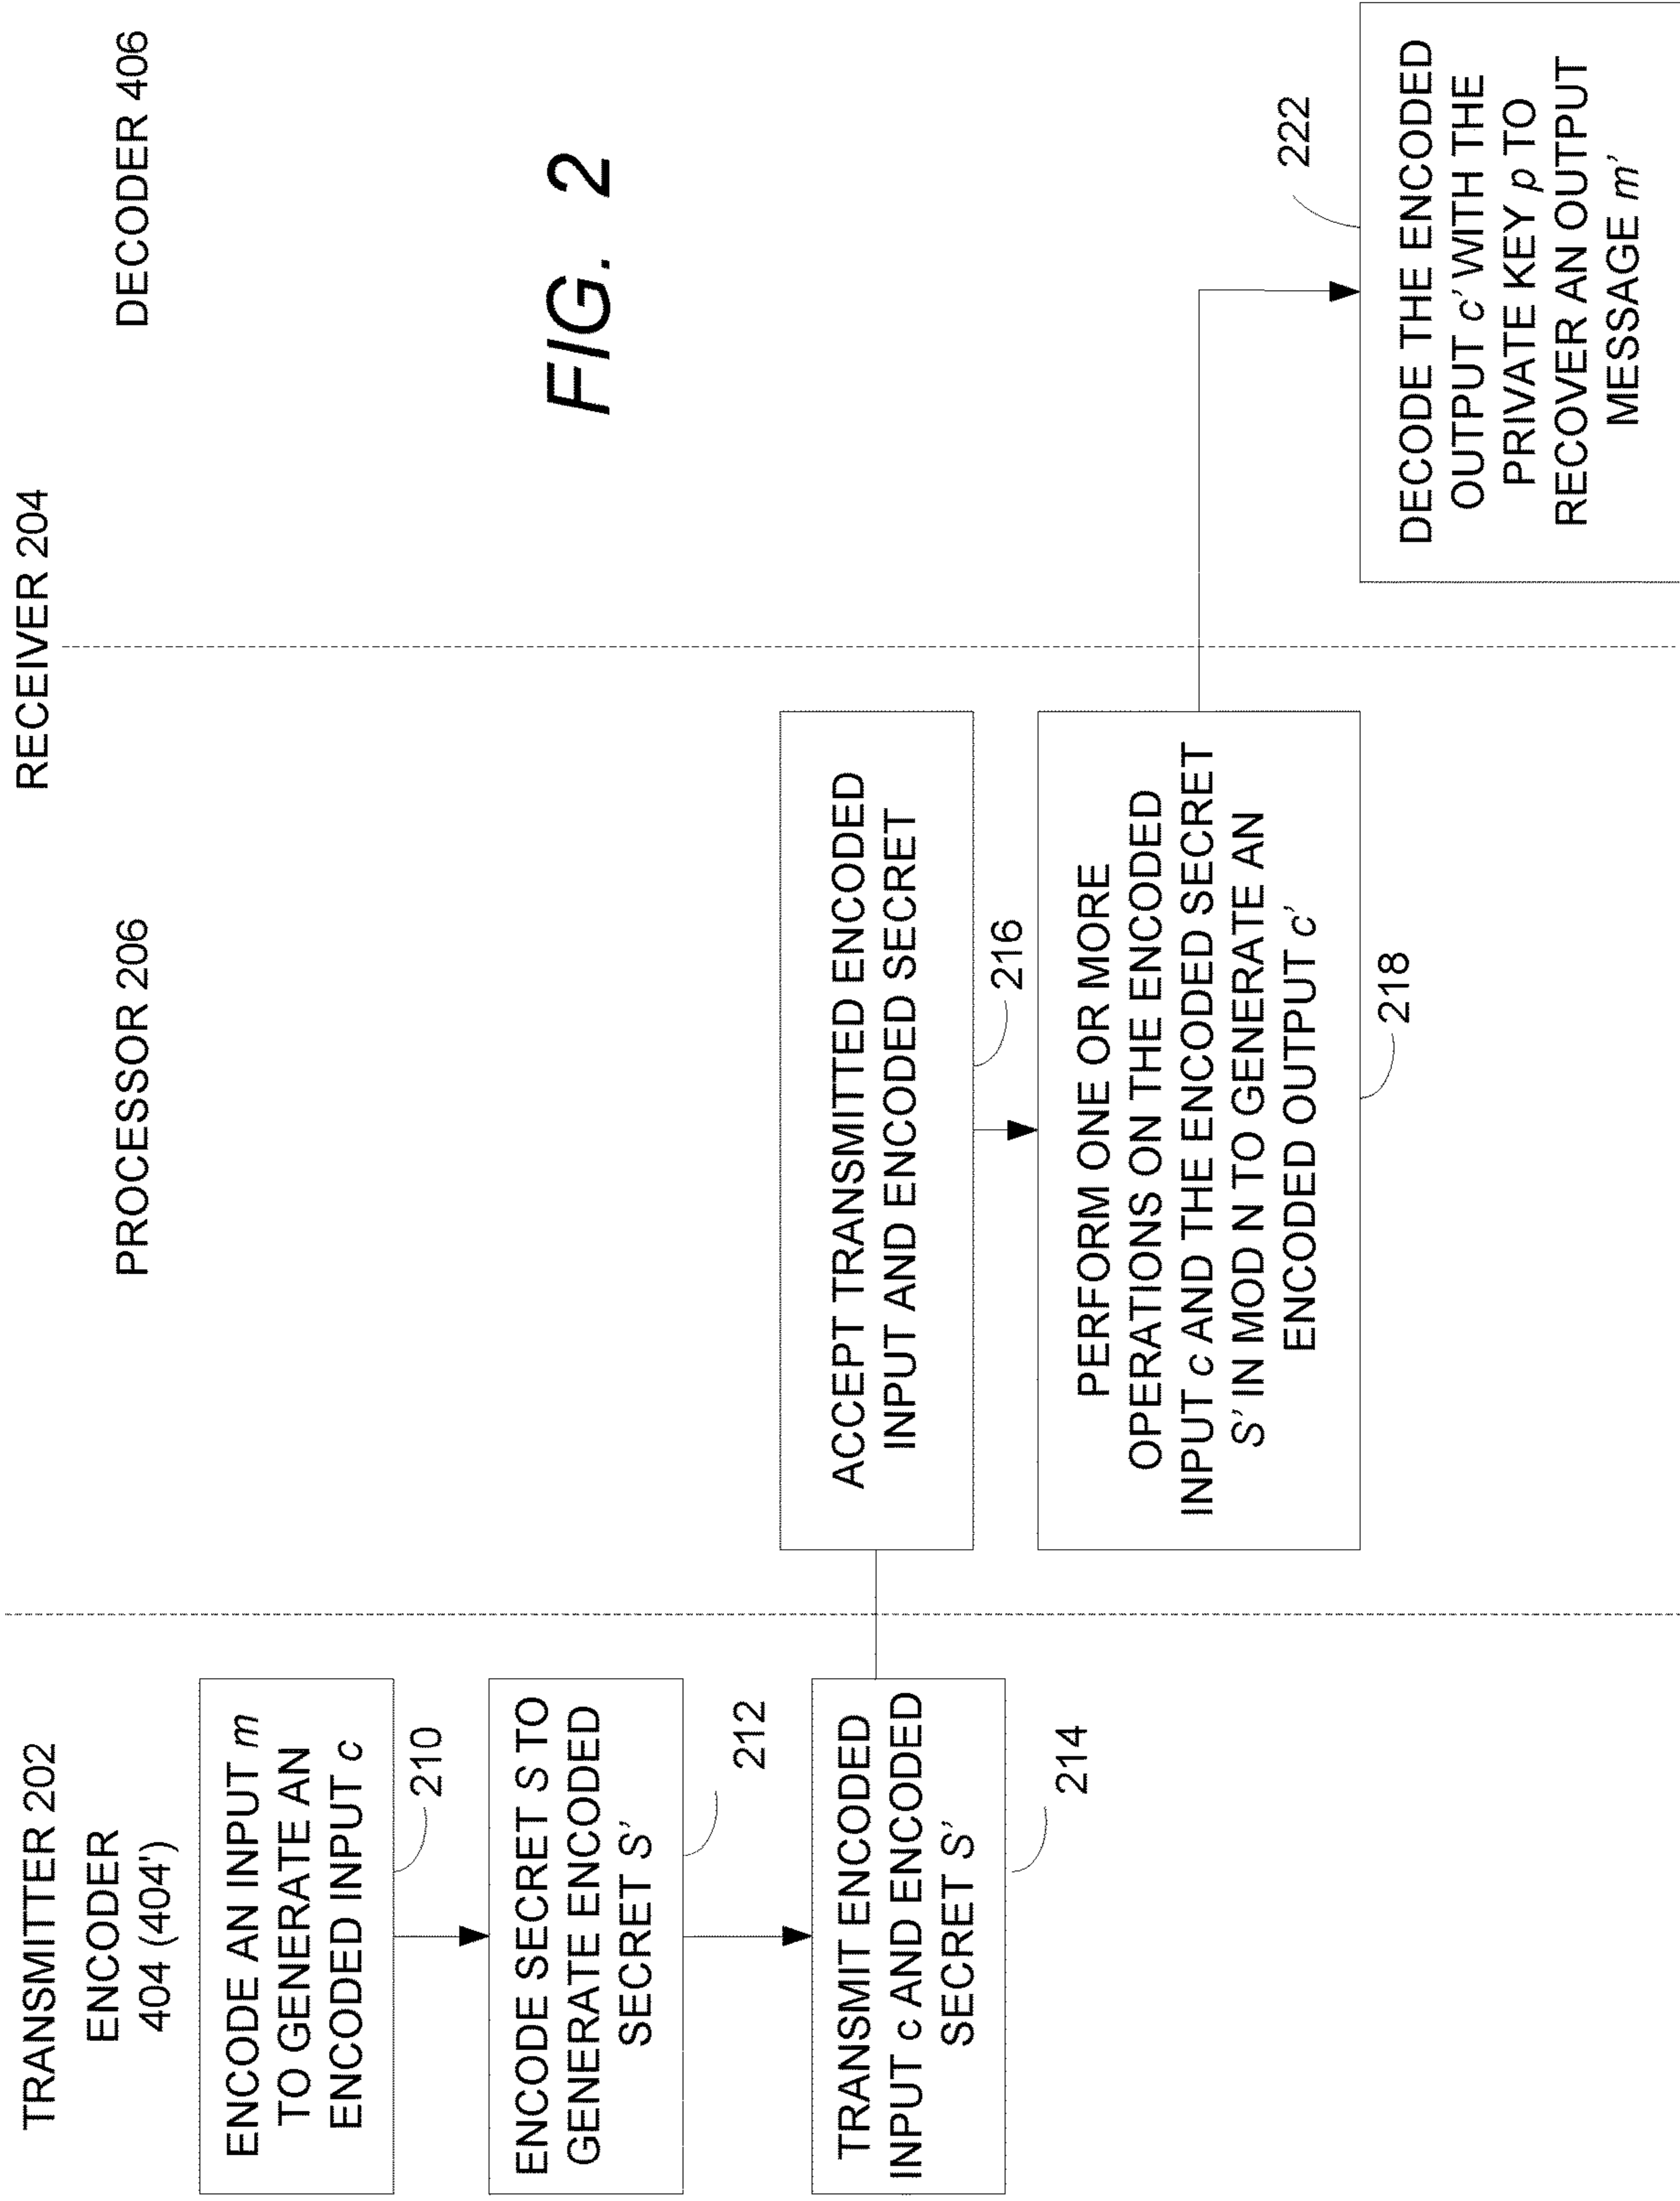 RECEIVER 204
TRANSMITTER 202
ENCODER
404 (404')
PROCESSOR 206
DECODER 406
ENCODE AN INPUT m
TO GENERATE AN
ENCODED INPUT c
210
ENCODE SECRET S TO
GENERATE ENCODED
SECRET S'
212
TRANSMIT ENCODED
INPUT c AND ENCODED
SECRET S'
214
ACCEPT TRANSMITTED ENCODED
INPUT AND ENCODED SECRET
216
PERFORM ONE OR MORE
OPERATIONS ON THE ENCODED
INPUT c AND THE ENCODED SECRET
S' IN MOD N TO GENERATE AN
ENCODED OUTPUT c'
218
FIG. 2
222
DECODE THE ENCODED
OUTPUT c' WITH THE
PRIVATE KEY p TO
RECOVER AN OUTPUT
MESSAGE m'